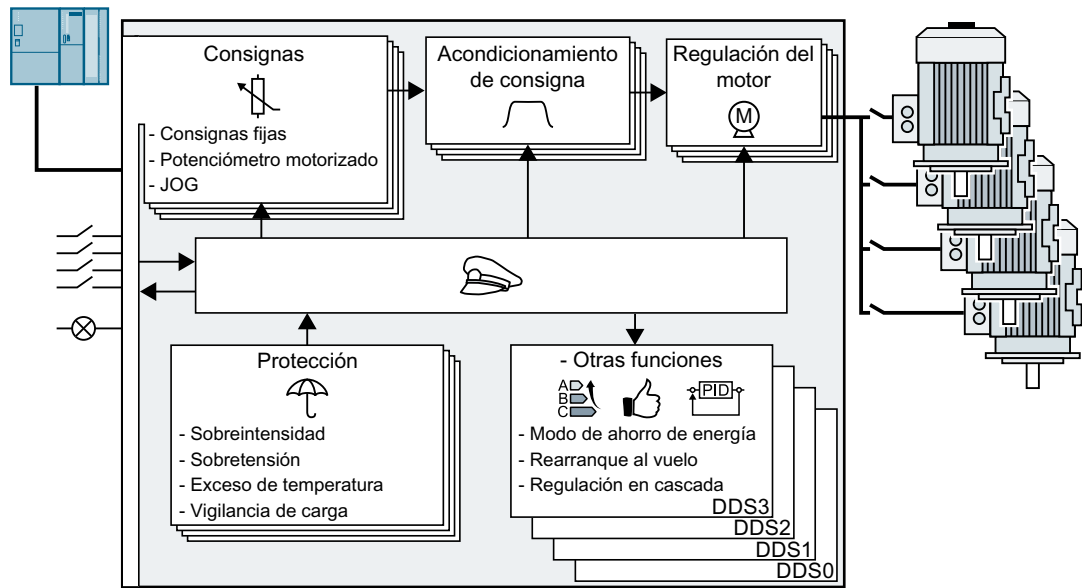 Consignas
- Consignas fijas
- Potenciómetro motorizado
- JOG
Acondicionamiento
de consigna
Regulación del
motor
M
Protección
- Sobreintensidad
- Sobretensión
- Exceso de temperatura
- Vigilancia de carga
- Otras funciones
A
B
C
PID
- Modo de ahorro de energía
- Rearranque al vuelo
- Regulación en cascada
DDS3
DDS2
DDS1
DDS0